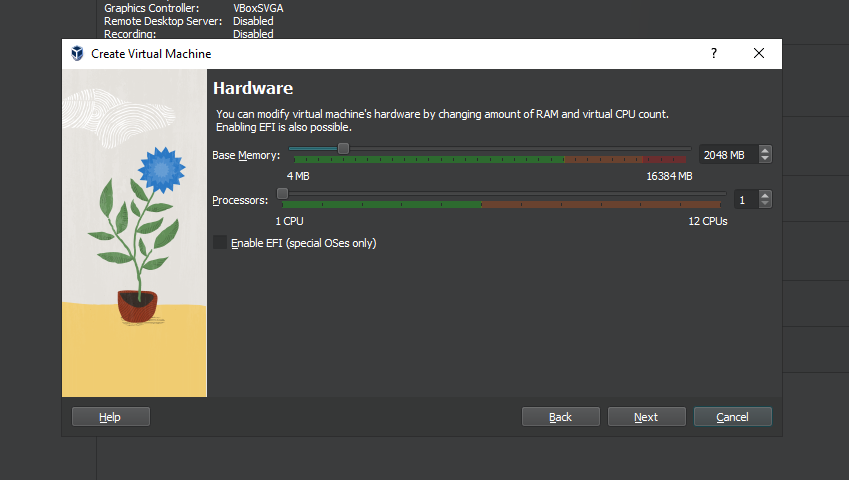 Graphics Controller: VBoxSVGA
Remote Desktop Server: Disabled
Recording: Disabled
Create Virtual Machine ?
Hardware
You can modify virtual machine's hardware by changing amount of RAM and virtual CPU count.
Enabling EFI is also possible.
Base Memory: 2048 MB
4 MB 16384 MB
Processors: 1
1 CPU 12 CPUs
Enable EFI (special OSes only)
Help Back Next Cancel